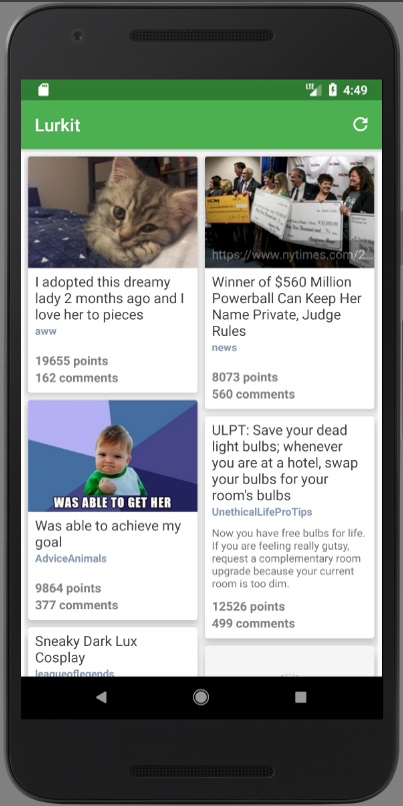 LTE
4:49
Lurkit
I adopted this dreamy
lady 2 months ago and I
love her to pieces
aww
19655 points
162 comments
WAS ABLE TO GET HER
Was able to achieve my
goal
AdviceAnimals
9864 points
377 comments
Sneaky Dark Lux
Cosplay
leagueoflegends
https://www.nytimes.com/2...
Winner of $560 Million
Powerball Can Keep Her
Name Private, Judge
Rules
news
8073 points
560 comments
ULPT: Save your dead
light bulbs; whenever
you are at a hotel, swap
your bulbs for your
room's bulbs
UnethicalLifeProTips
Now you have free bulbs for life.
If you are feeling really gutsy,
request a complementary room
upgrade because your current
room is too dim.
12526 points
499 comments